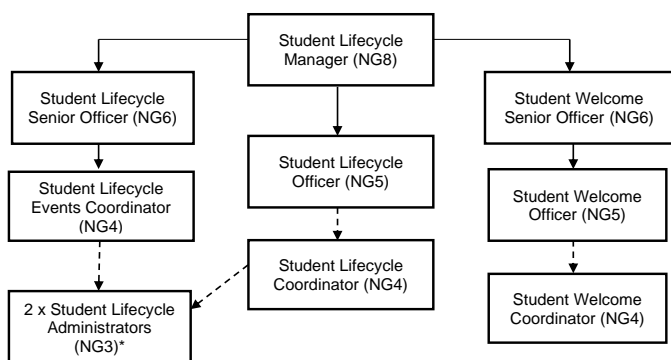 Student Lifecycle
Manager (NG8)
Student Lifecycle
Senior Officer (NG6)
Student Welcome
Senior Officer (NG6)
Student Lifecycle
Officer (NG5)
Student Lifecycle
Events Coordinator
(NG4)
Student Welcome
Officer (NG5)
Student Lifecycle
Coordinator (NG4)
Student Welcome
Coordinator (NG4)
2 x Student Lifecycle
Administrators
(NG3)*